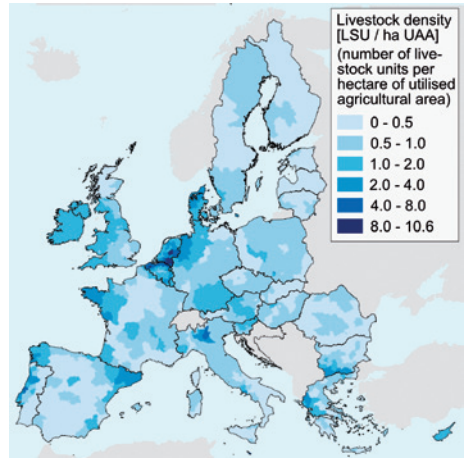 Livestock density
[LSU / ha UAA]
(number of live-
stock units per
hectare of utilised
agricultural area)
0 - 0.5
0.5 - 1.0
1.0 - 2.0
2.0 - 4.0
4.0 - 8.0
8.0 - 10.6